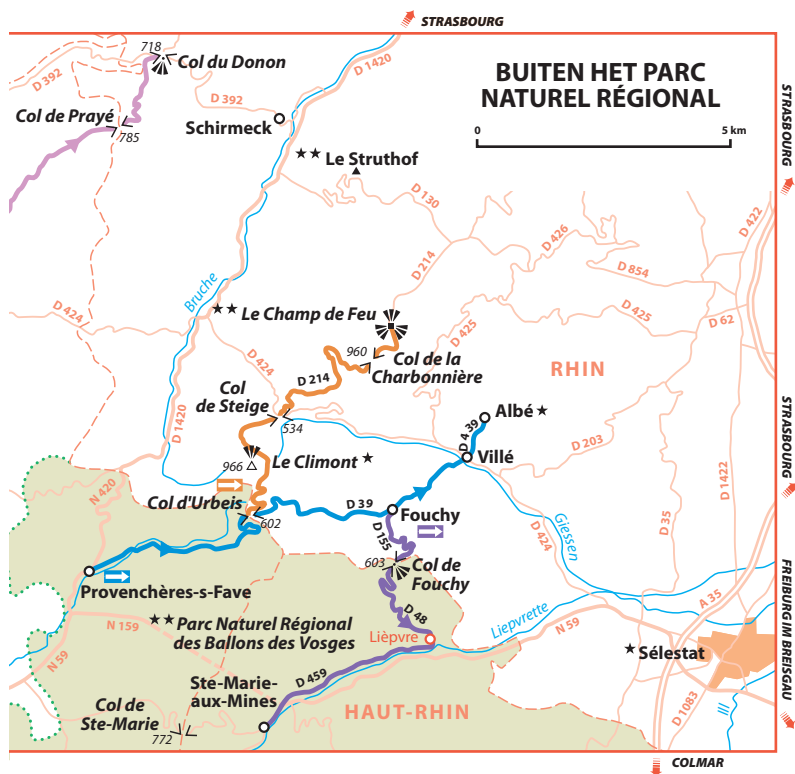 STRASBOURG
718
Col du Donon
D 392
D 1420
D 392
BUITEN HET PARC
NATUREL RÉGIONAL
Col de Prayé
785
Schirmeck
0
5 km
STRASBOURG
★★ Le Struthof
D 130
D 422
D 426
D 214
D 854
Bruche
D 424
★★ Le Champ de Feu
D 425
D 425
D 62
960
Col de la
Charbonnière
D 424
D 214
RHIN
Col
de Steige
534
Albé ★
D 1420
D 439
D 203
STRASBOURG
966
Le Climont ★
Villé
D 1422
N 420
Col d'Urbeis
602
D 39
Fouchy
D 155
Giessen
D 424
D 35
603
Col de
Fouchy
Provenchères-s-Fave
A 35
FREIBURG IM BREISGAU
★★ Parc Naturel Régional
des Ballons des Vosges
N 159
D 48
Liepvrette
Lièpvre
N 59
N 59
★ Sélestat
Ste-Marie-
aux-Mines
D 459
HAUT-RHIN
Col de
Ste-Marie
772
D 1083
Ill
COLMAR